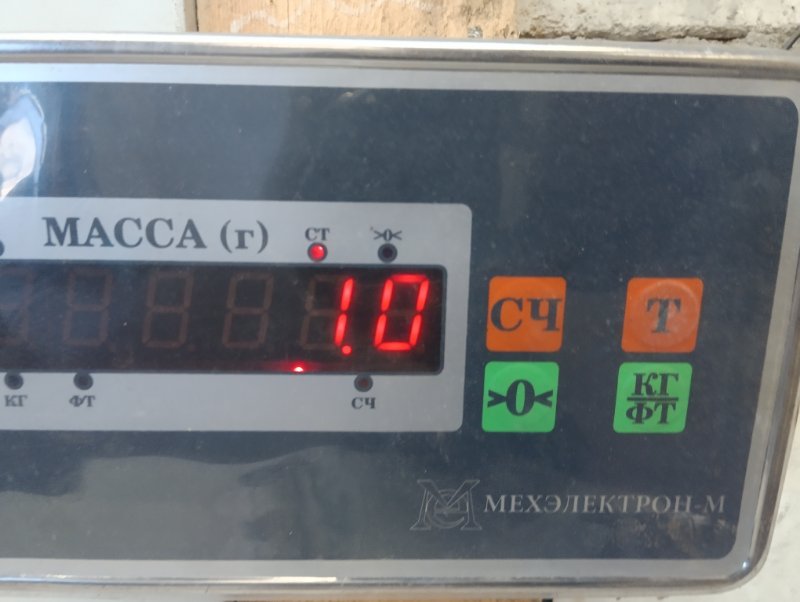 МАССА (г) СТ >0<
1.0
КГ ФТ СЧ
СЧ Т
>0< КГ
ФТ
МЕХЭЛЕКТРОН-М